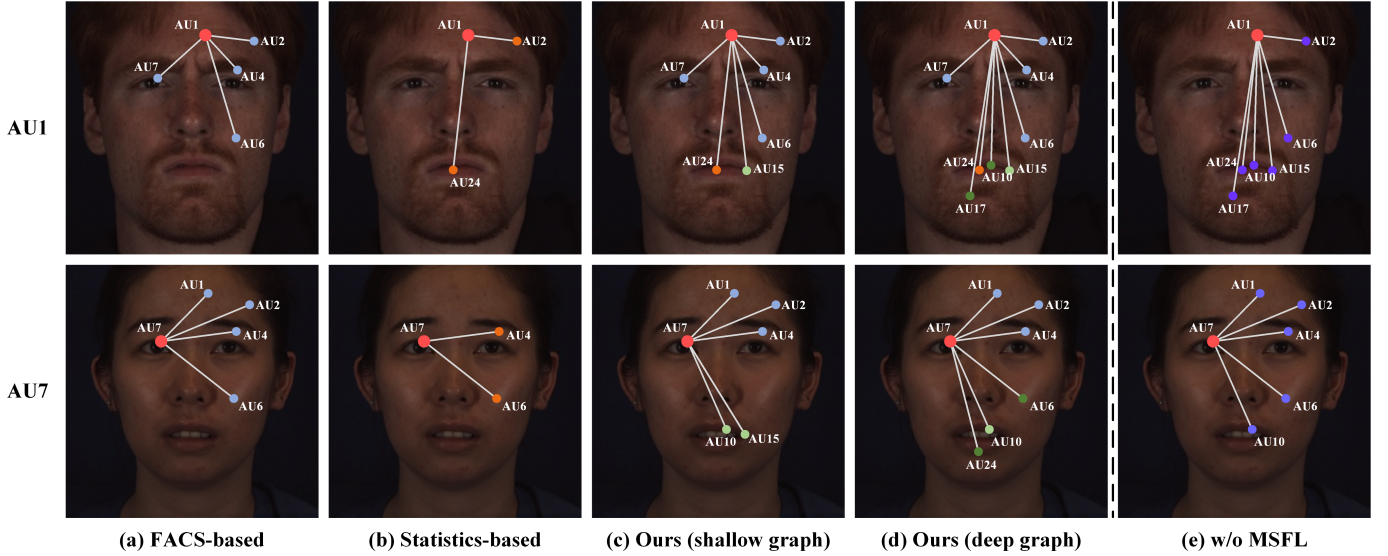 AU1
AU1
AU2
AU7
AU4
AU6
AU1
AU2
AU24
AU1
AU2
AU7
AU4
AU6
AU24
AU15
AU1
AU2
AU7
AU4
AU6
AU24
AU10
AU15
AU17
AU1
AU2
AU6
AU24
AU10
AU15
AU17
AU7
AU1
AU2
AU7
AU4
AU6
AU7
AU4
AU6
AU1
AU2
AU7
AU4
AU10
AU15
AU1
AU2
AU7
AU4
AU6
AU10
AU24
AU1
AU2
AU7
AU4
AU6
AU10
(a) FACS-based
(b) Statistics-based
(c) Ours (shallow graph)
(d) Ours (deep graph)
(e) w/o MSFL